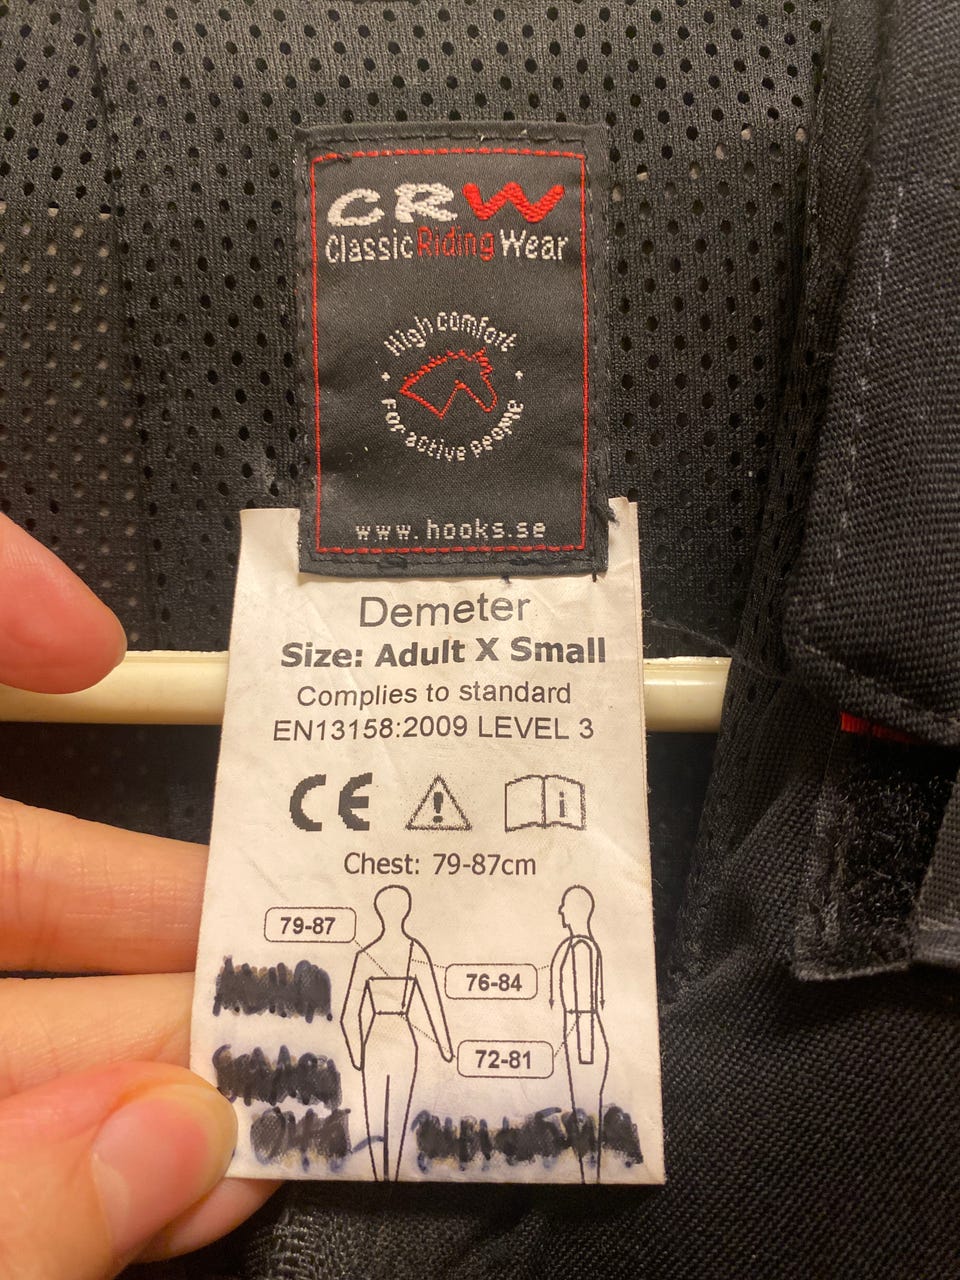 CRW
Classic Riding Wear
High comfort
For active people
www.hooks.se
Demeter
Size: Adult X Small
Complies to standard
EN13158:2009 LEVEL 3
CE
i
Chest: 79-87cm
79-87
76-84
72-81